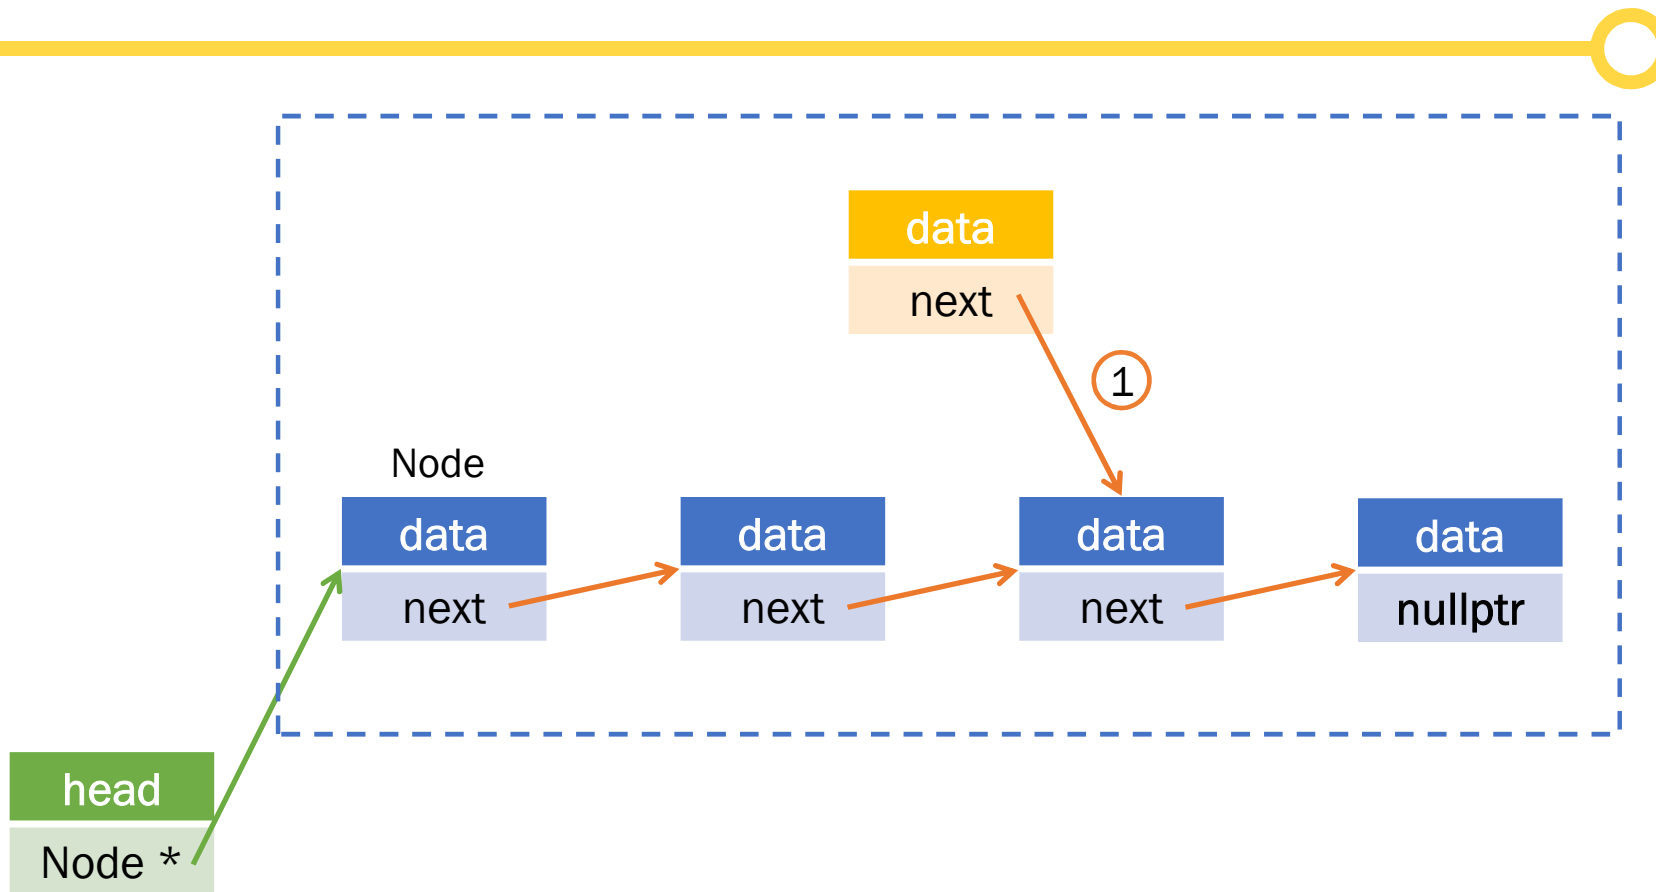 data
next
1
Node
data data data data
next next next nullptr
head
Node *